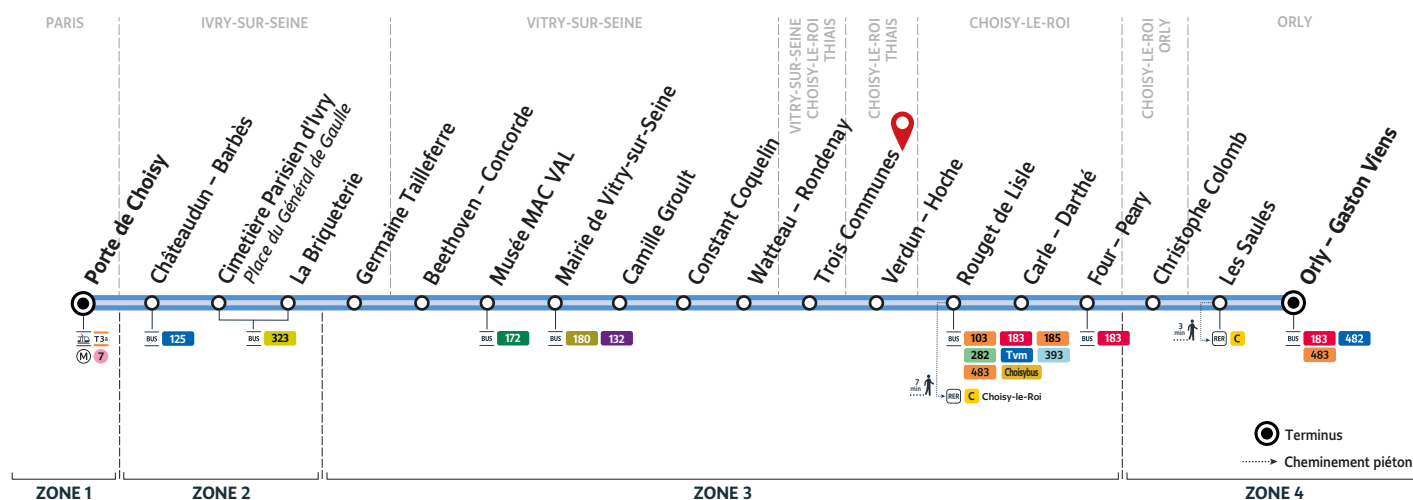 PARIS
IVRY-SUR-SEINE
VITRY-SUR-SEINE
VITRY-SUR-SEINE
CHOISY-LE-ROI
THIAIS
CHOISY-LE-ROI
THIAIS
CHOISY-LE-ROI
CHOISY-LE-ROI
ORLY
ORLY
Porte de Choisy
Châteaudun – Barbès
Cimetière Parisien d'Ivry
Place du Général de Gaulle
La Briqueterie
Germaine Tailleferre
Beethoven – Concorde
Musée MAC VAL
Mairie de Vitry-sur-Seine
Camille Groult
Constant Coquelin
Watteau – Rondenay
Trois Communes
Verdun – Hoche
Rouget de Lisle
Carle – Darthé
Four – Peary
Christophe Colomb
Les Saules
Orly – Gaston Viens
T3a
M 7
BUS 125
BUS 323
BUS 172
BUS 180 132
BUS 103 183 185
282 Tvm 393
483 Choisybus
7 min
RER C Choisy-le-Roi
BUS 183
3 min
RER C
BUS 183 482
483
Terminus
Cheminement piéton
ZONE 1
ZONE 2
ZONE 3
ZONE 4